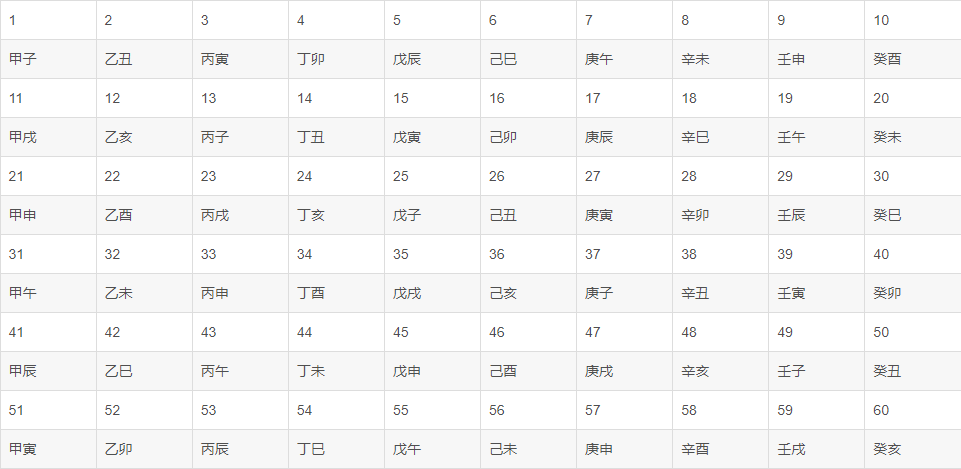 1 2 3 4 5 6 7 8 9 10
甲子 乙丑 丙寅 丁卯 戊辰 己巳 庚午 辛未 壬申 癸酉
11 12 13 14 15 16 17 18 19 20
甲戌 乙亥 丙子 丁丑 戊寅 己卯 庚辰 辛巳 壬午 癸未
21 22 23 24 25 26 27 28 29 30
甲申 乙酉 丙戌 丁亥 戊子 己丑 庚寅 辛卯 壬辰 癸巳
31 32 33 34 35 36 37 38 39 40
甲午 乙未 丙申 丁酉 戊戌 己亥 庚子 辛丑 壬寅 癸卯
41 42 43 44 45 46 47 48 49 50
甲辰 乙巳 丙午 丁未 戊申 己酉 庚戌 辛亥 壬子 癸丑
51 52 53 54 55 56 57 58 59 60
甲寅 乙卯 丙辰 丁巳 戊午 己未 庚申 辛酉 壬戌 癸亥